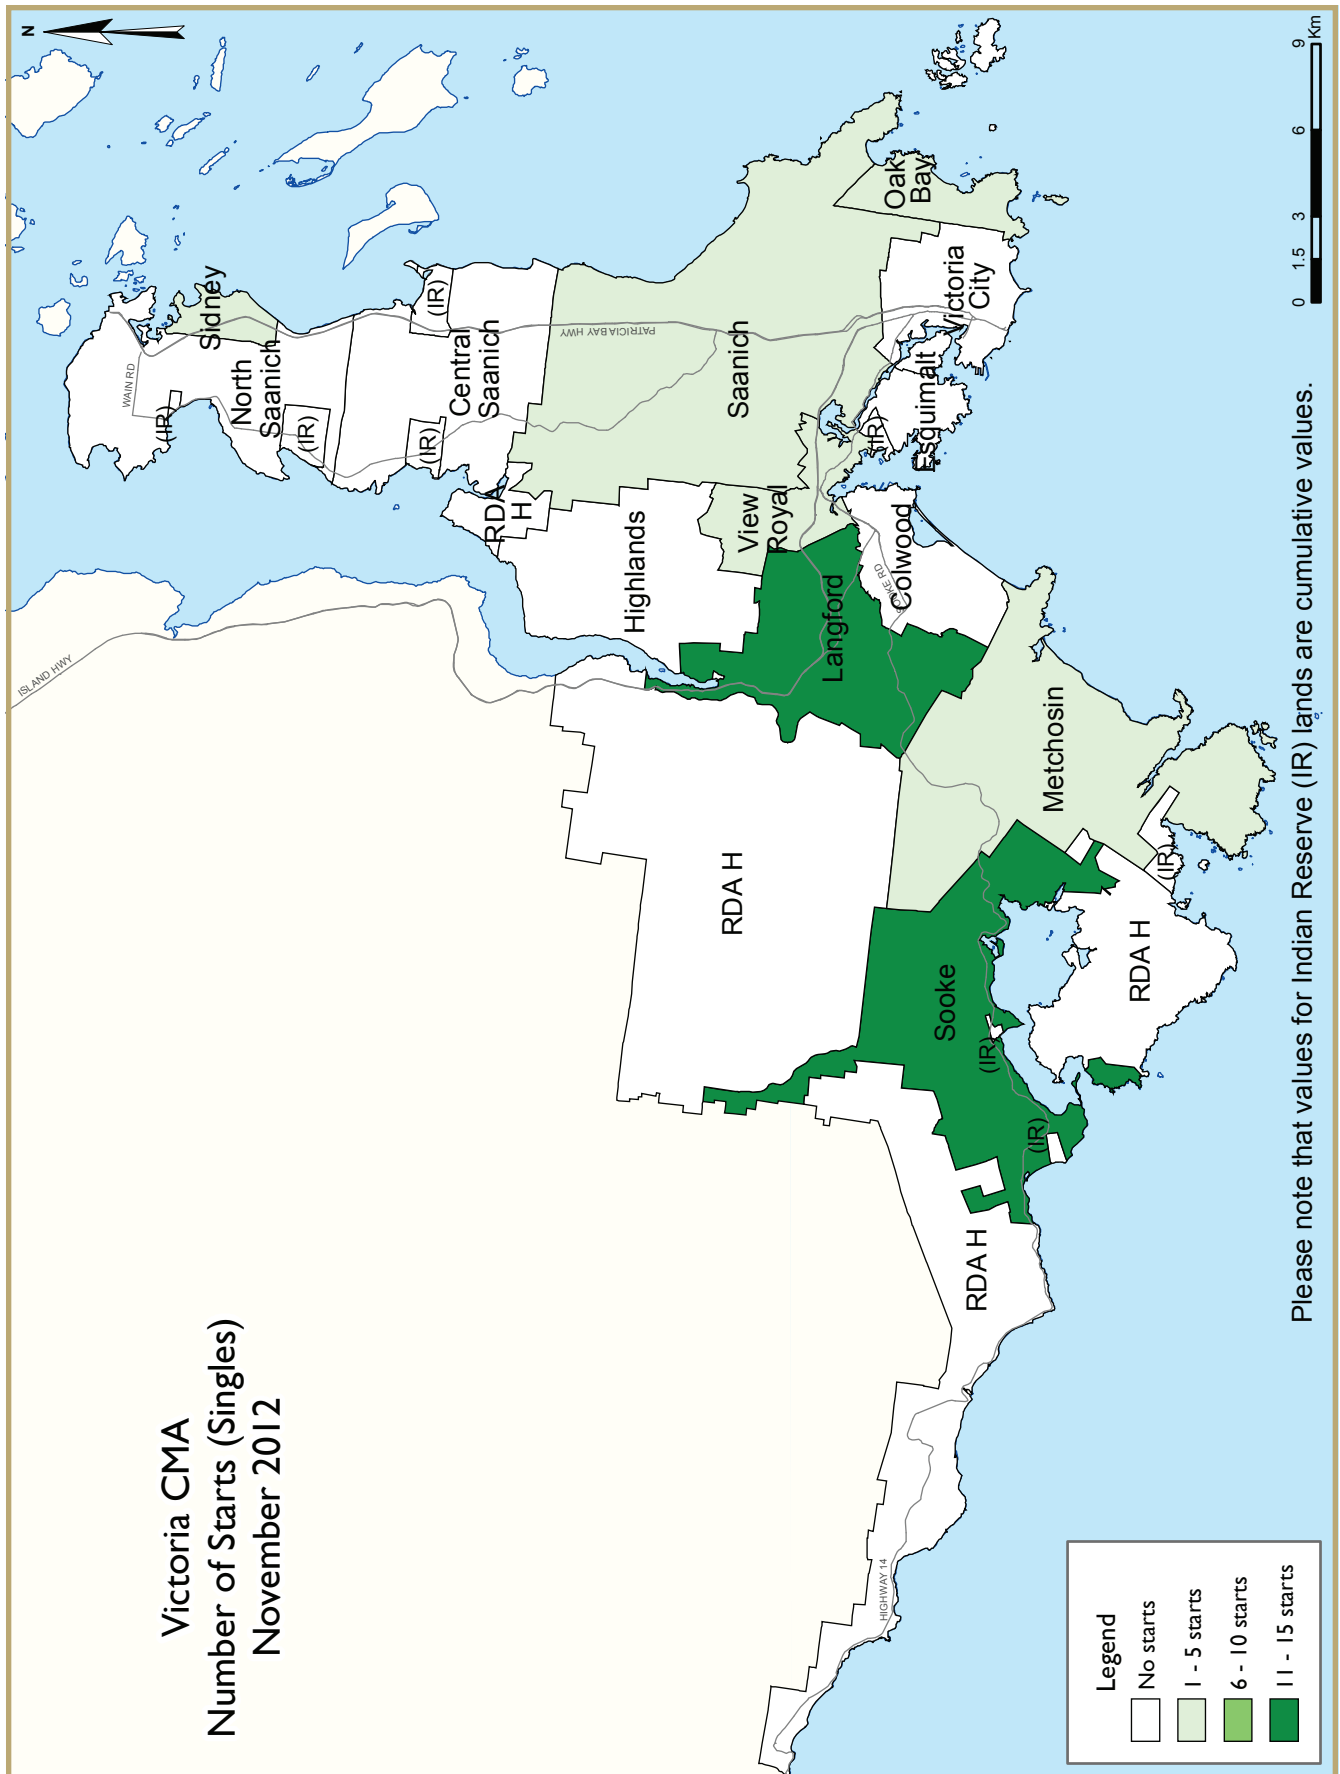 Victoria CMA
Number of Starts (Singles)
November 2012
N
ISLAND HWY
WAIN RD
Sidney
North
Saanich
(IR)
(IR)
(IR)
(IR)
Central
Saanich
PATRICIA BAY HWY
RDA
H
Saanich
Highlands
View
Royal
Oak
Bay
Victoria
City
Esquimalt
(IR)
Langford
Colwood
SOOKE RD
Metchosin
RDA H
Sooke
(IR)
(IR)
(IR)
RDA H
RDA H
HIGHWAY 14
Legend
No starts
1 - 5 starts
6 - 10 starts
11 - 15 starts
0 1.5 3 6 9
Km
Please note that values for Indian Reserve (IR) lands are cumulative values.